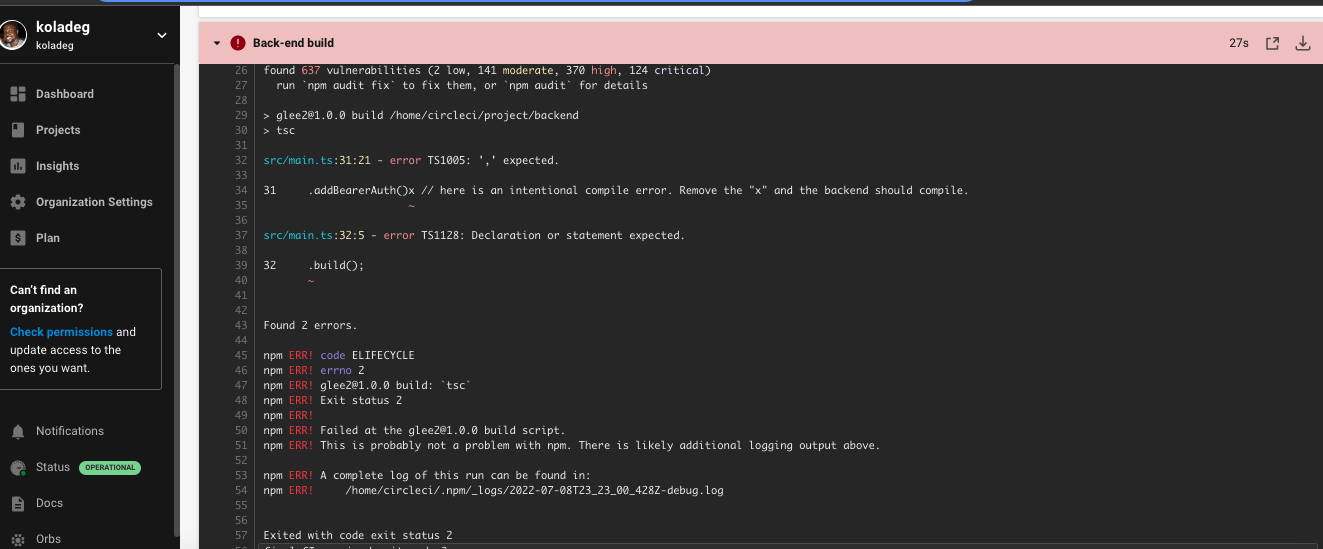 koladeg
koladeg
Dashboard
Projects
Insights
Organization Settings
Plan
Can't find an
organization?
Check permissions and
update access to the
ones you want.
Notifications
Status OPERATIONAL
Docs
Orbs
Back-end build
27s
26 found 637 vulnerabilities (2 low, 141 moderate, 370 high, 124 critical)
27 run `npm audit fix` to fix them, or `npm audit` for details
28
29 > glee2@1.0.0 build /home/circleci/project/backend
30 > tsc
31
32 src/main.ts:31:21 - error TS1005: ',' expected.
33
34 31 .addBearerAuth()x // here is an intentional compile error. Remove the "x" and the backend should compile.
35 ~
36
37 src/main.ts:32:5 - error TS1128: Declaration or statement expected.
38
39 32 .build();
40 ~
41
42
43 Found 2 errors.
44
45 npm ERR! code ELIFECYCLE
46 npm ERR! errno 2
47 npm ERR! glee2@1.0.0 build: `tsc`
48 npm ERR! Exit status 2
49 npm ERR!
50 npm ERR! Failed at the glee2@1.0.0 build script.
51 npm ERR! This is probably not a problem with npm. There is likely additional logging output above.
52
53 npm ERR! A complete log of this run can be found in:
54 npm ERR! /home/circleci/.npm/_logs/2022-07-08T23_23_00_428Z-debug.log
55
56
57 Exited with code exit status 2